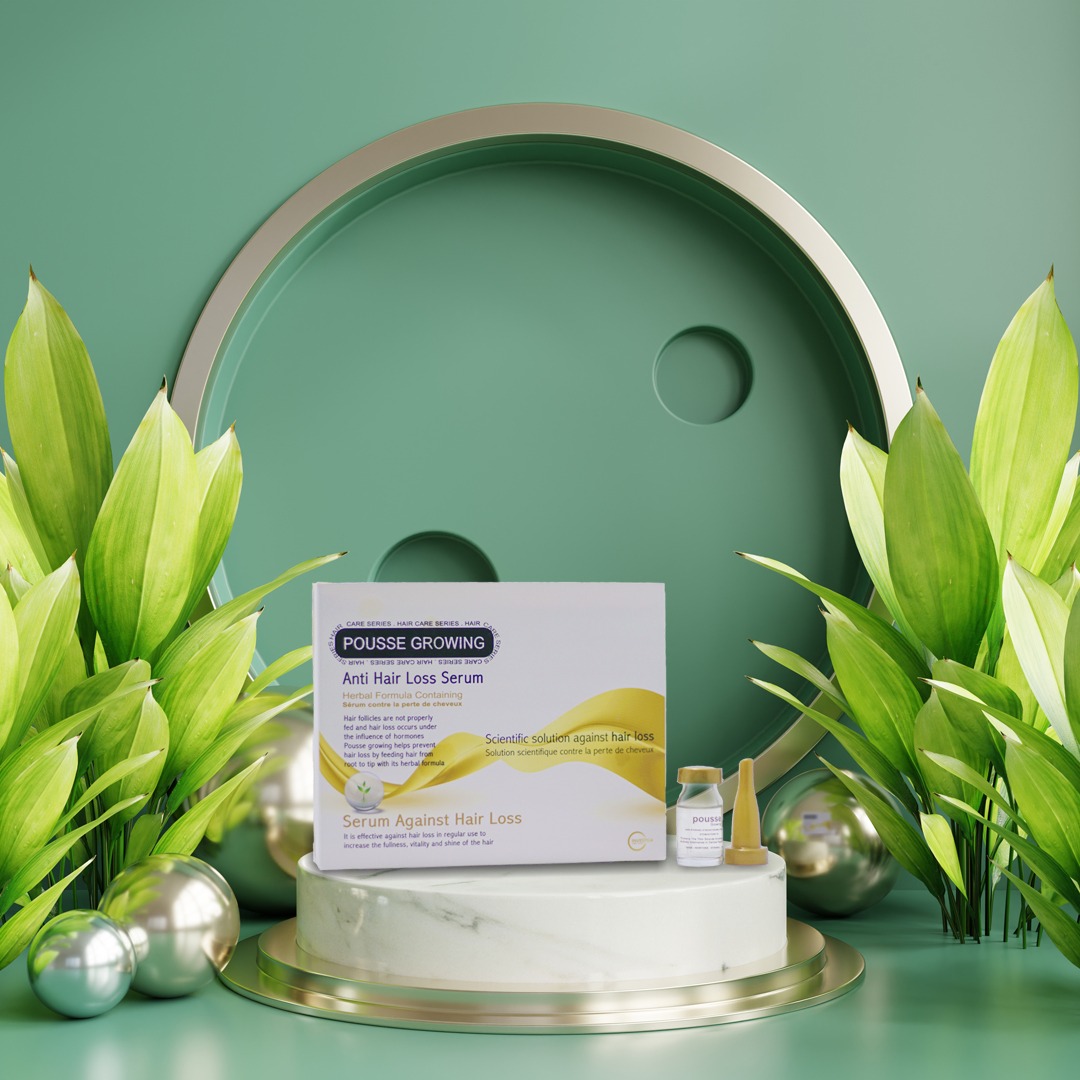 CARE SERIES . HAIR CARE SERIES . HAIR CARE SERIES . HAIR CARE SERIES . HAIR
POUSSE GROWING
Anti Hair Loss Serum
Herbal Formula Containing
Sérum contre la perte de cheveux
Hair follicles are not properly
fed and hair loss occurs under
the influence of hormones
Pousse growing helps prevent
hair loss by feeding hair from
root to tip with its herbal formula
Scientific solution against hair loss
Solution scientifique contre la perte de cheveux
Serum Against Hair Loss
It is effective against hair loss in regular use to
increase the fullness, vitality and shine of the hair
pousse